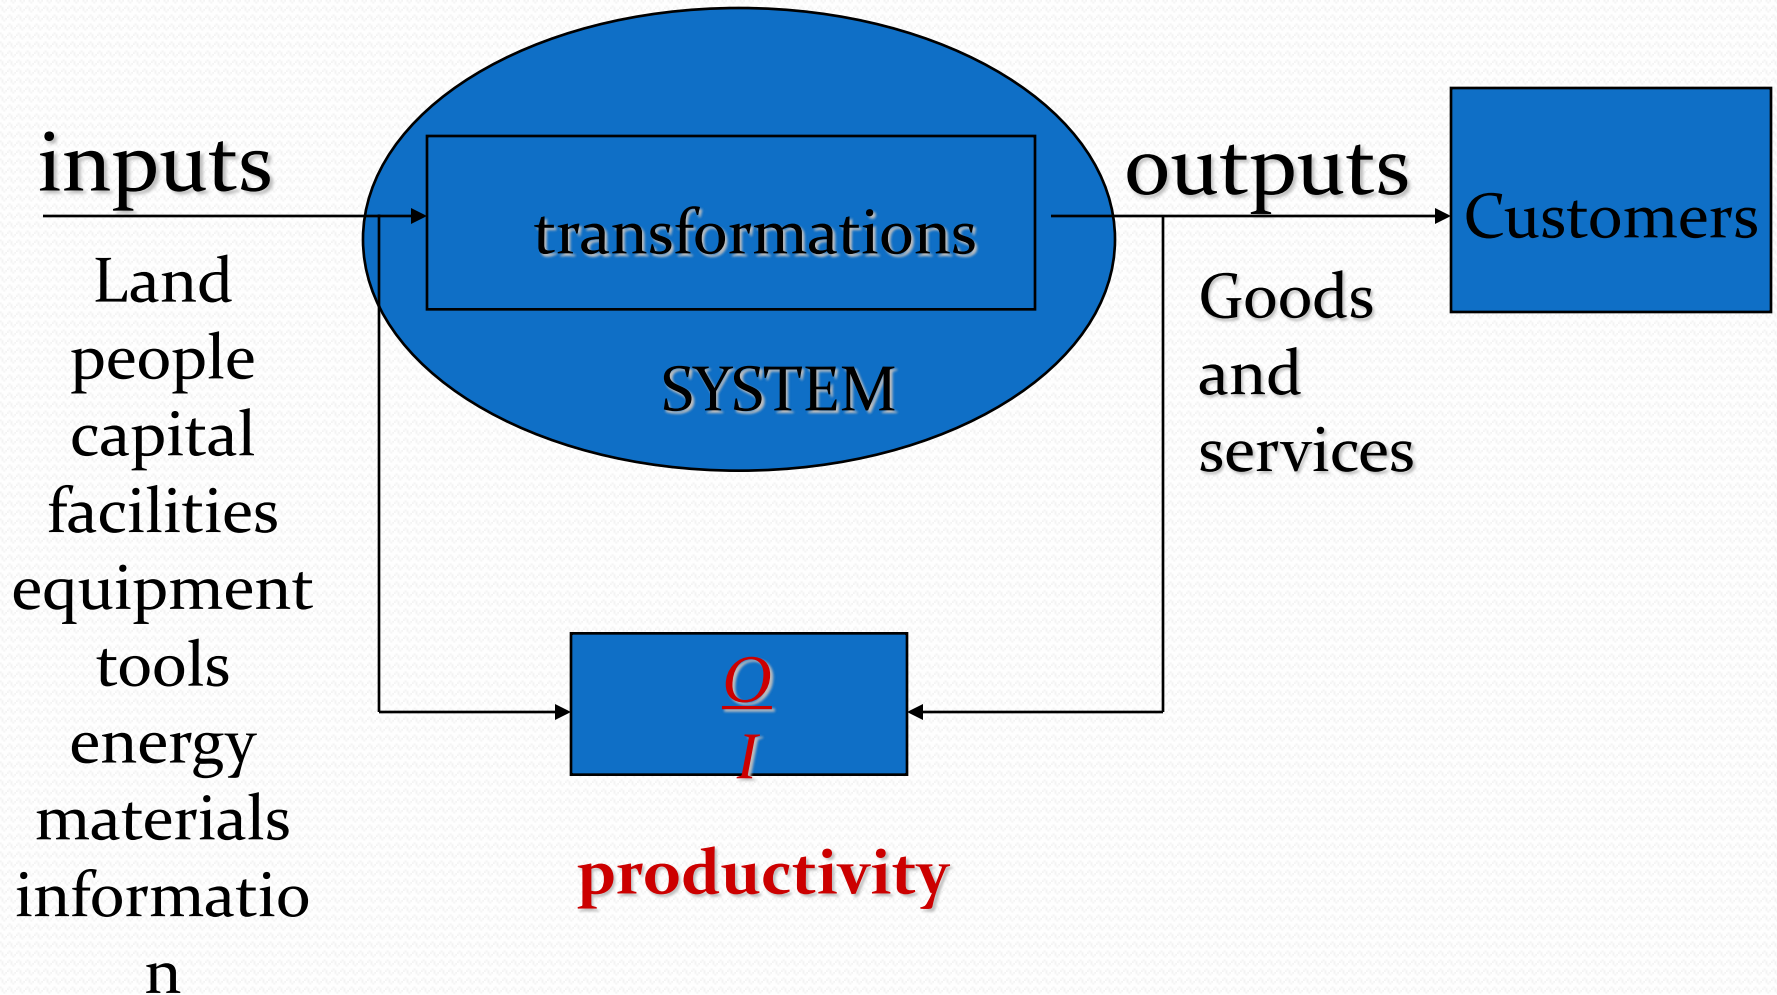 inputs
Land
people
capital
facilities
equipment
tools
energy
materials
informatio
n
transformations
SYSTEM
outputs
Goods
and
services
Customers
O
I
productivity